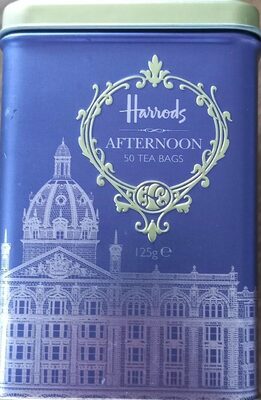 Harrods
AFTERNOON
50 TEA BAGS
125g ℮